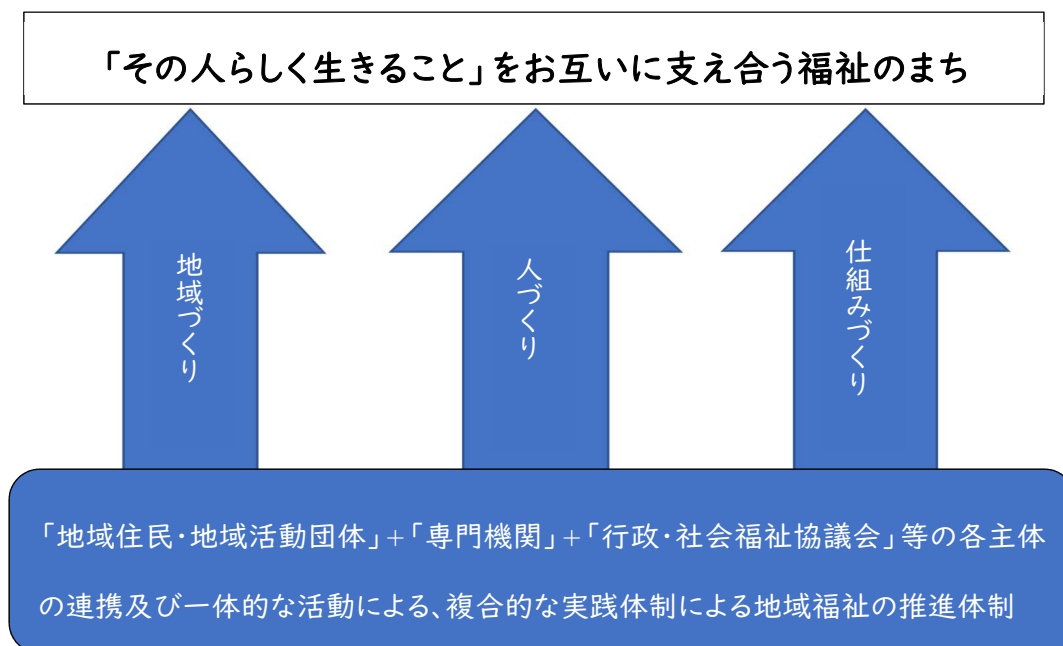 「その人らしく生きること」をお互いに支え合う福祉のまち
地域づくり
人づくり
仕組みづくり
「地域住民・地域活動団体」+「専門機関」+「行政・社会福祉協議会」等の各主体
の連携及び一体的な活動による、複合的な実践体制による地域福祉の推進体制